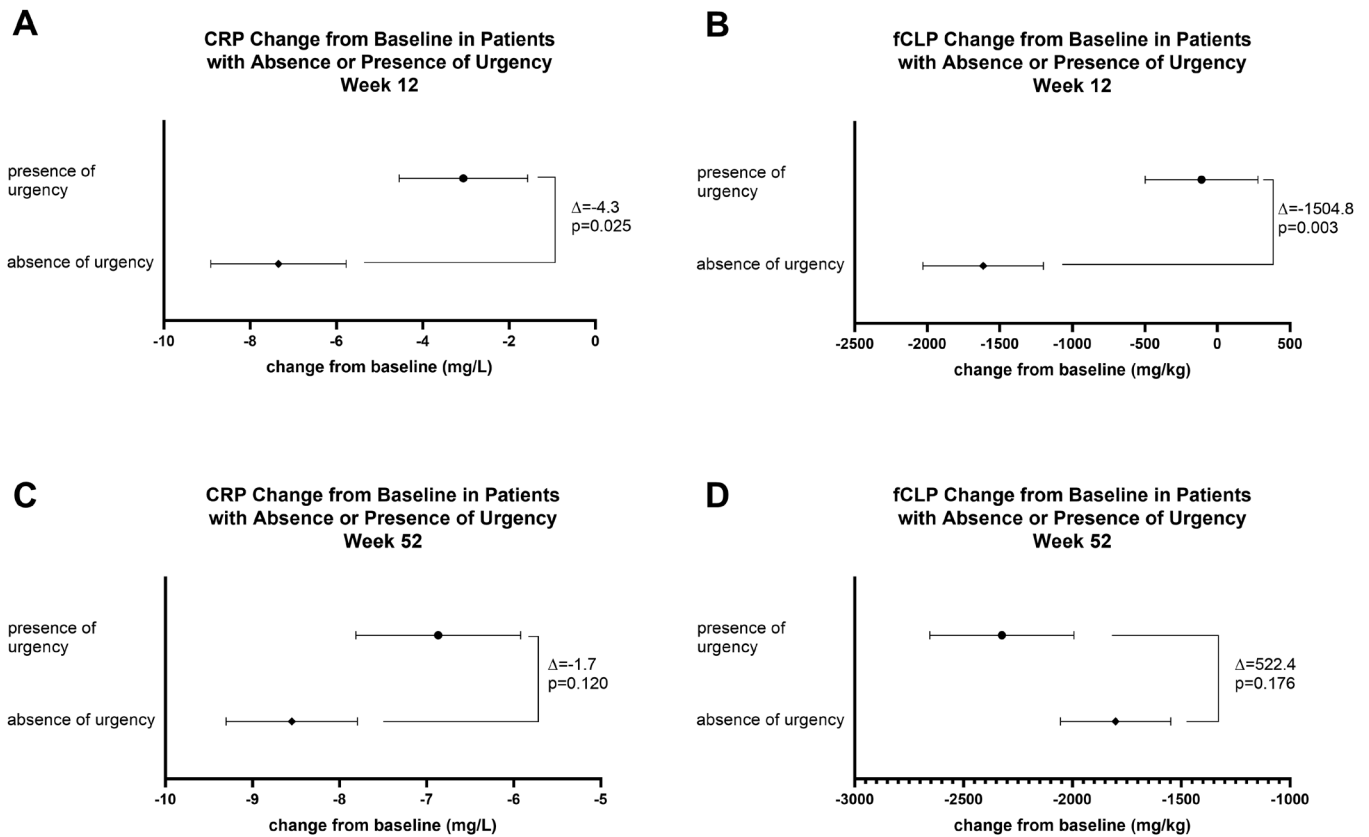 A
CRP Change from Baseline in Patients
with Absence or Presence of Urgency
Week 12
presence of
urgency
absence of urgency
Δ=-4.3
p=0.025
-10
-8
-6
-4
-2
0
change from baseline (mg/L)
B
fCLP Change from Baseline in Patients
with Absence or Presence of Urgency
Week 12
presence of
urgency
absence of urgency
Δ=-1504.8
p=0.003
-2500
-2000
-1500
-1000
-500
0
500
change from baseline (mg/kg)
C
CRP Change from Baseline in Patients
with Absence or Presence of Urgency
Week 52
presence of
urgency
absence of urgency
Δ=-1.7
p=0.120
-10
-9
-8
-7
-6
-5
change from baseline (mg/L)
D
fCLP Change from Baseline in Patients
with Absence or Presence of Urgency
Week 52
presence of
urgency
absence of urgency
Δ=522.4
p=0.176
-3000
-2500
-2000
-1500
-1000
change from baseline (mg/kg)